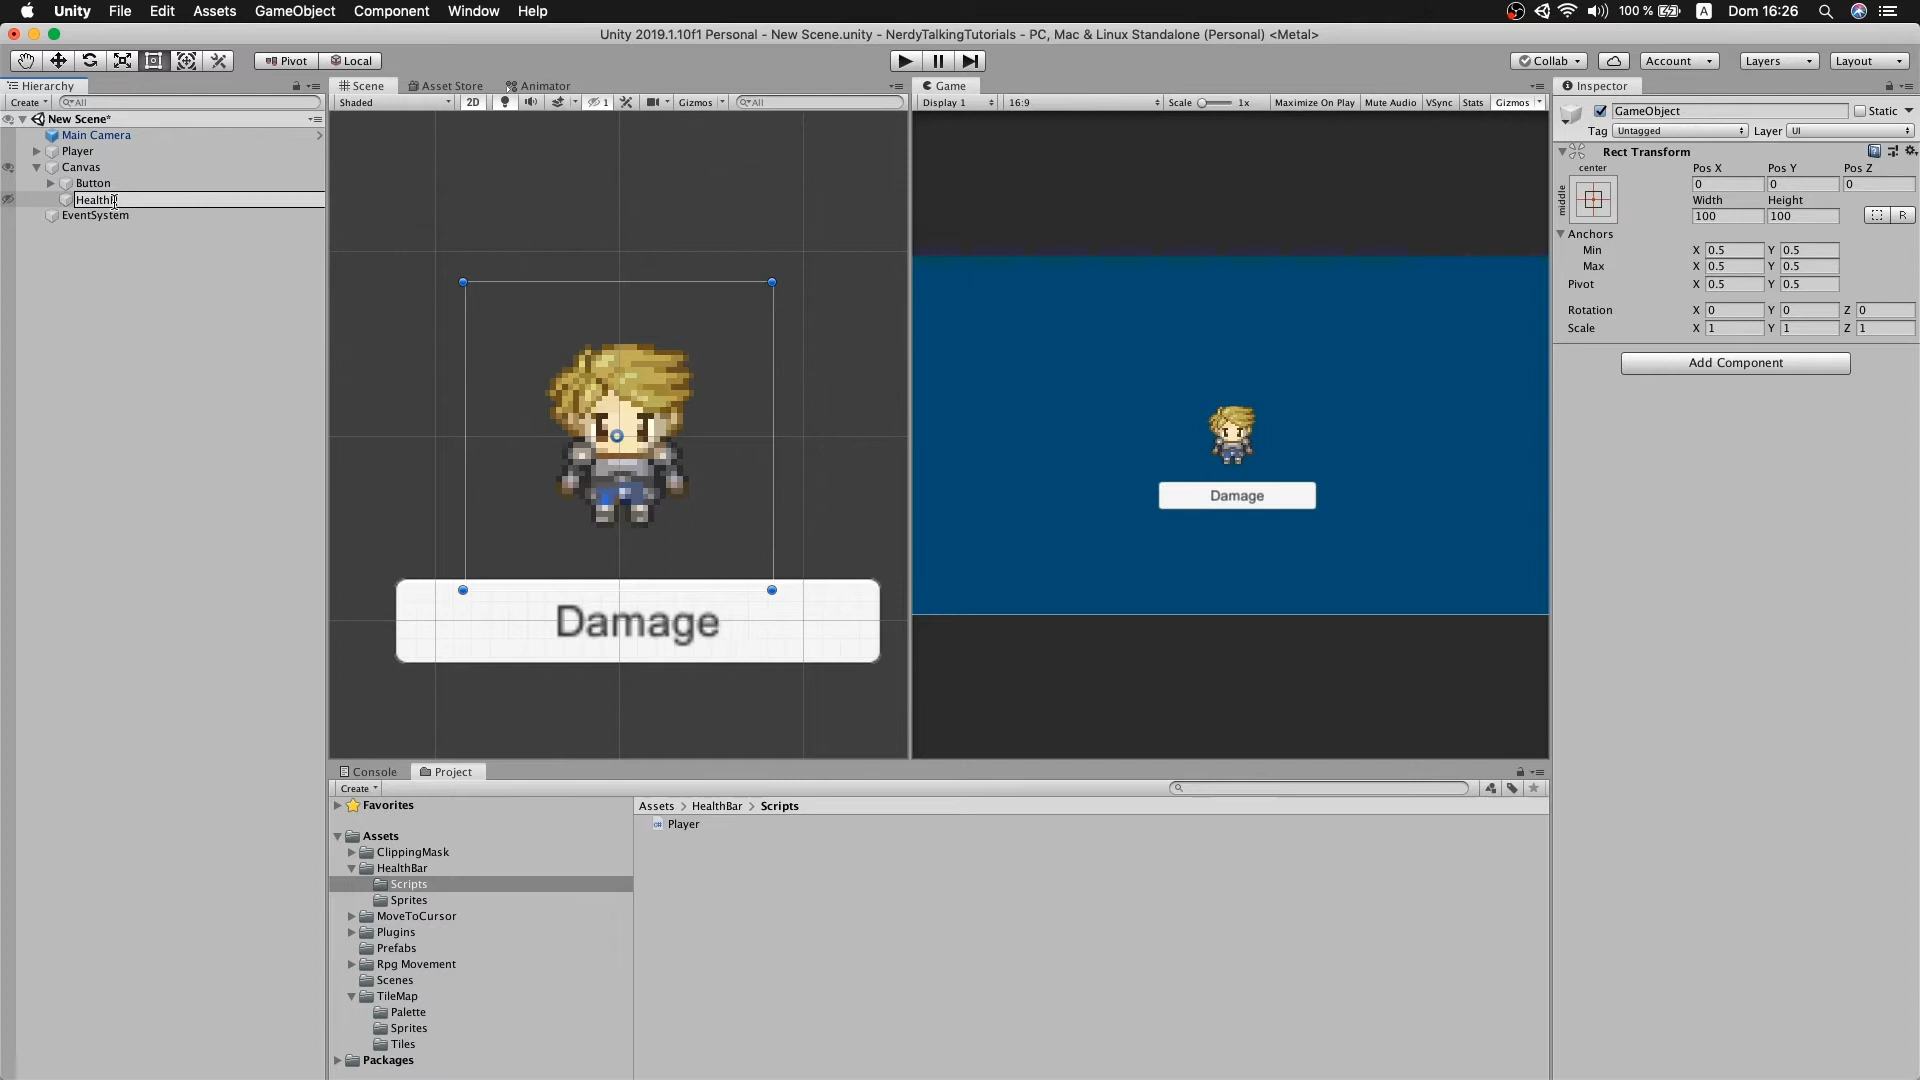 Unity File Edit Assets GameObject Component Window Help 100 % A Dom 16:26
Unity 2019.1.10f1 Personal - New Scene.unity - NerdyTalkingTutorials - PC, Mac & Linux Standalone (Personal) <Metal>
Pivot Local Collab Account Layers Layout
Hierarchy Scene Asset Store Animator Game Inspector
Create All Shaded 2D 1 Gizmos All Display 1 16:9 Scale 1x Maximize On Play Mute Audio VSync Stats Gizmos
GameObject Static
New Scene*
Tag Untagged Layer UI
Main Camera
Player
Rect Transform
Canvas
center Pos X Pos Y Pos Z
Button
middle 0 0 0
Health
Width Height
EventSystem
100 100 R
Anchors
Min X 0.5 Y 0.5
Max X 0.5 Y 0.5
Pivot X 0.5 Y 0.5
Rotation X 0 Y 0 Z 0
Scale X 1 Y 1 Z 1
Add Component
Damage
Damage
Console Project
Create
Favorites
Assets > HealthBar > Scripts
Player
Assets
ClippingMask
HealthBar
Scripts
Sprites
MoveToCursor
Plugins
Prefabs
Rpg Movement
Scenes
TileMap
Palette
Sprites
Tiles
Packages